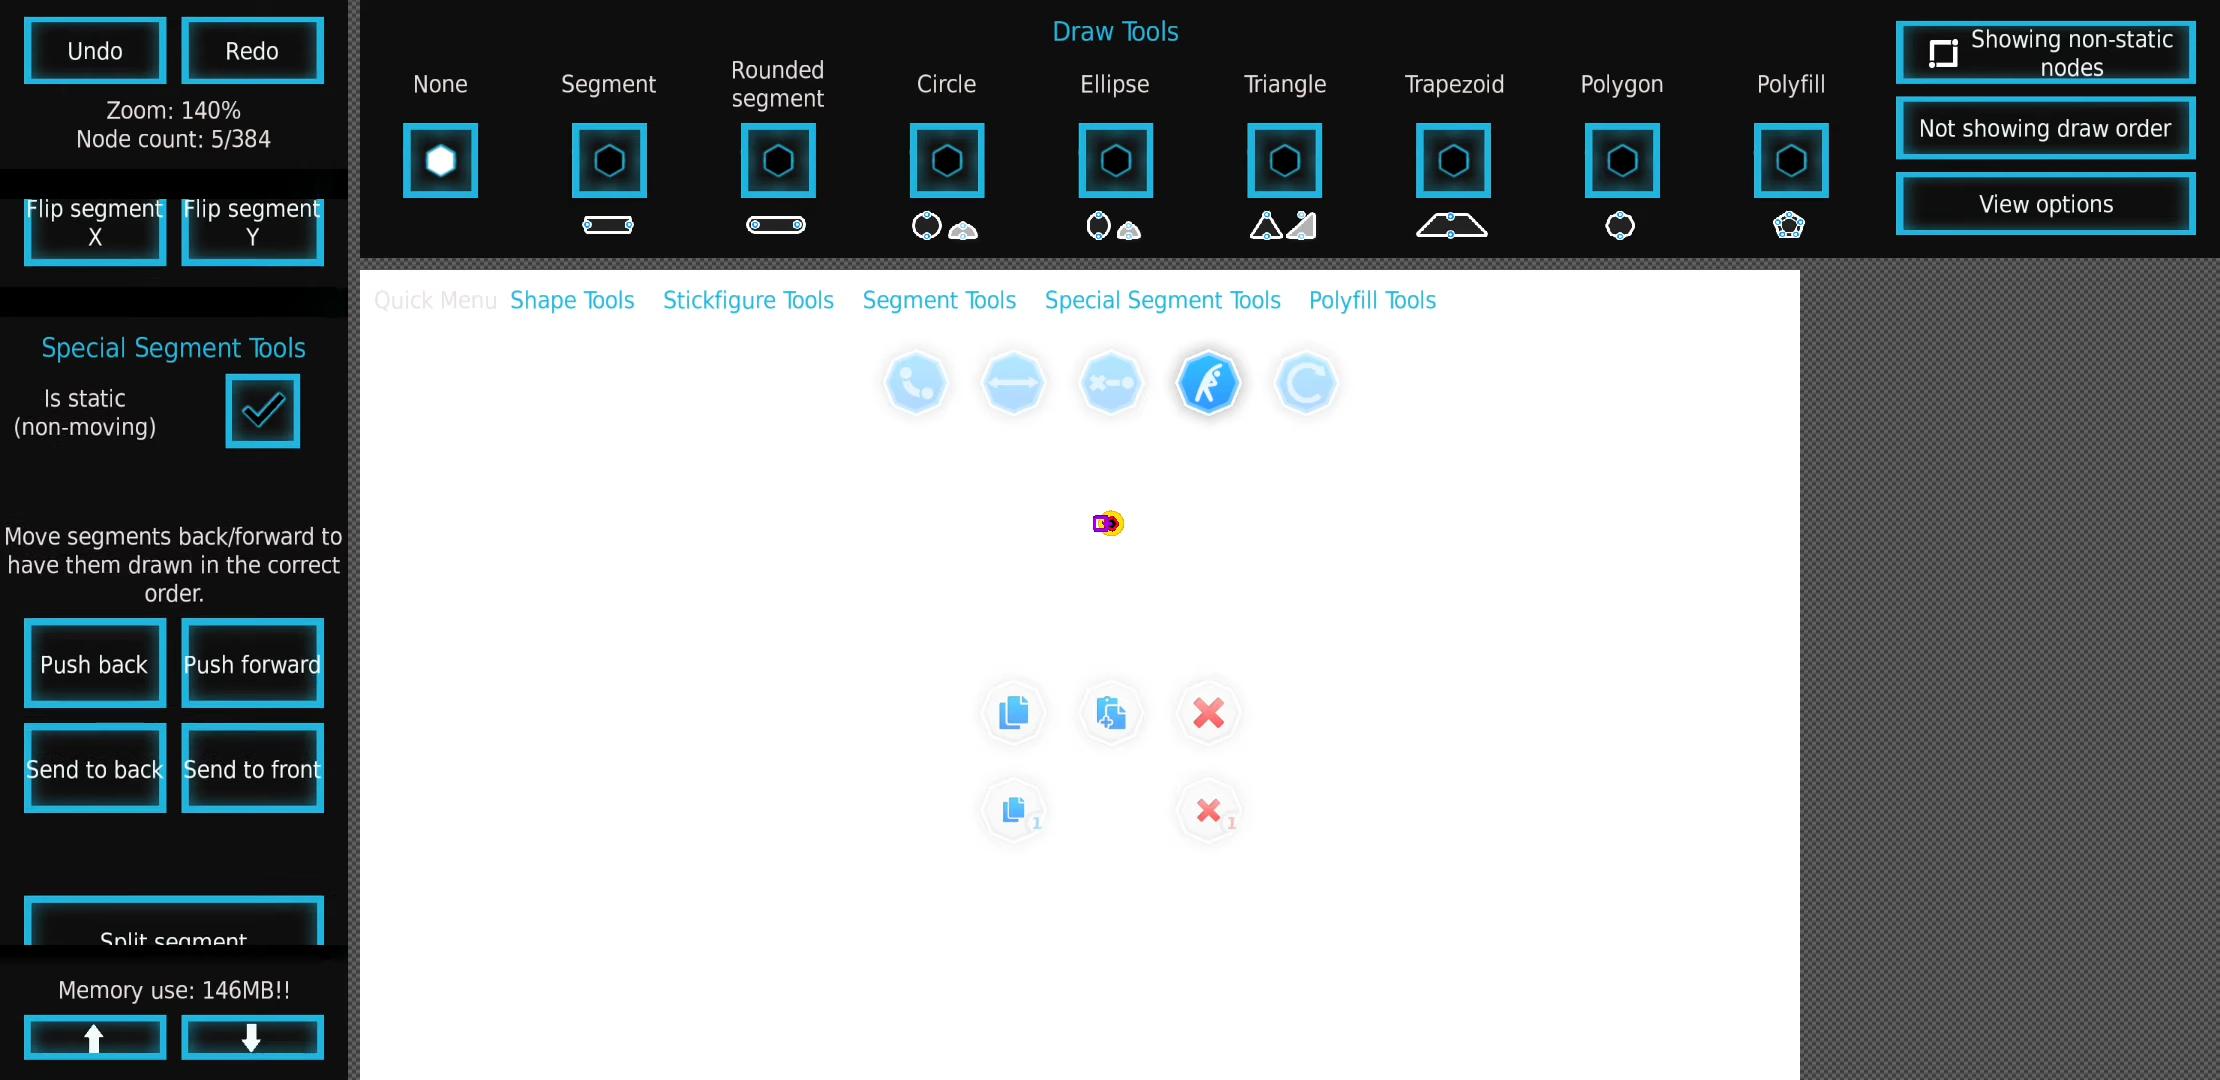 Undo
Redo
Zoom: 140%
Node count: 5/384
Flip segment
X
Flip segment
Y
Special Segment Tools
Is static
(non-moving)
Move segments back/forward to
have them drawn in the correct
order.
Push back
Push forward
Send to back
Send to front
Split segment
Memory use: 146MB!!
Draw Tools
None
Segment
Rounded
segment
Circle
Ellipse
Triangle
Trapezoid
Polygon
Polyfill
Showing non-static
nodes
Not showing draw order
View options
Quick Menu
Shape Tools
Stickfigure Tools
Segment Tools
Special Segment Tools
Polyfill Tools
1
1